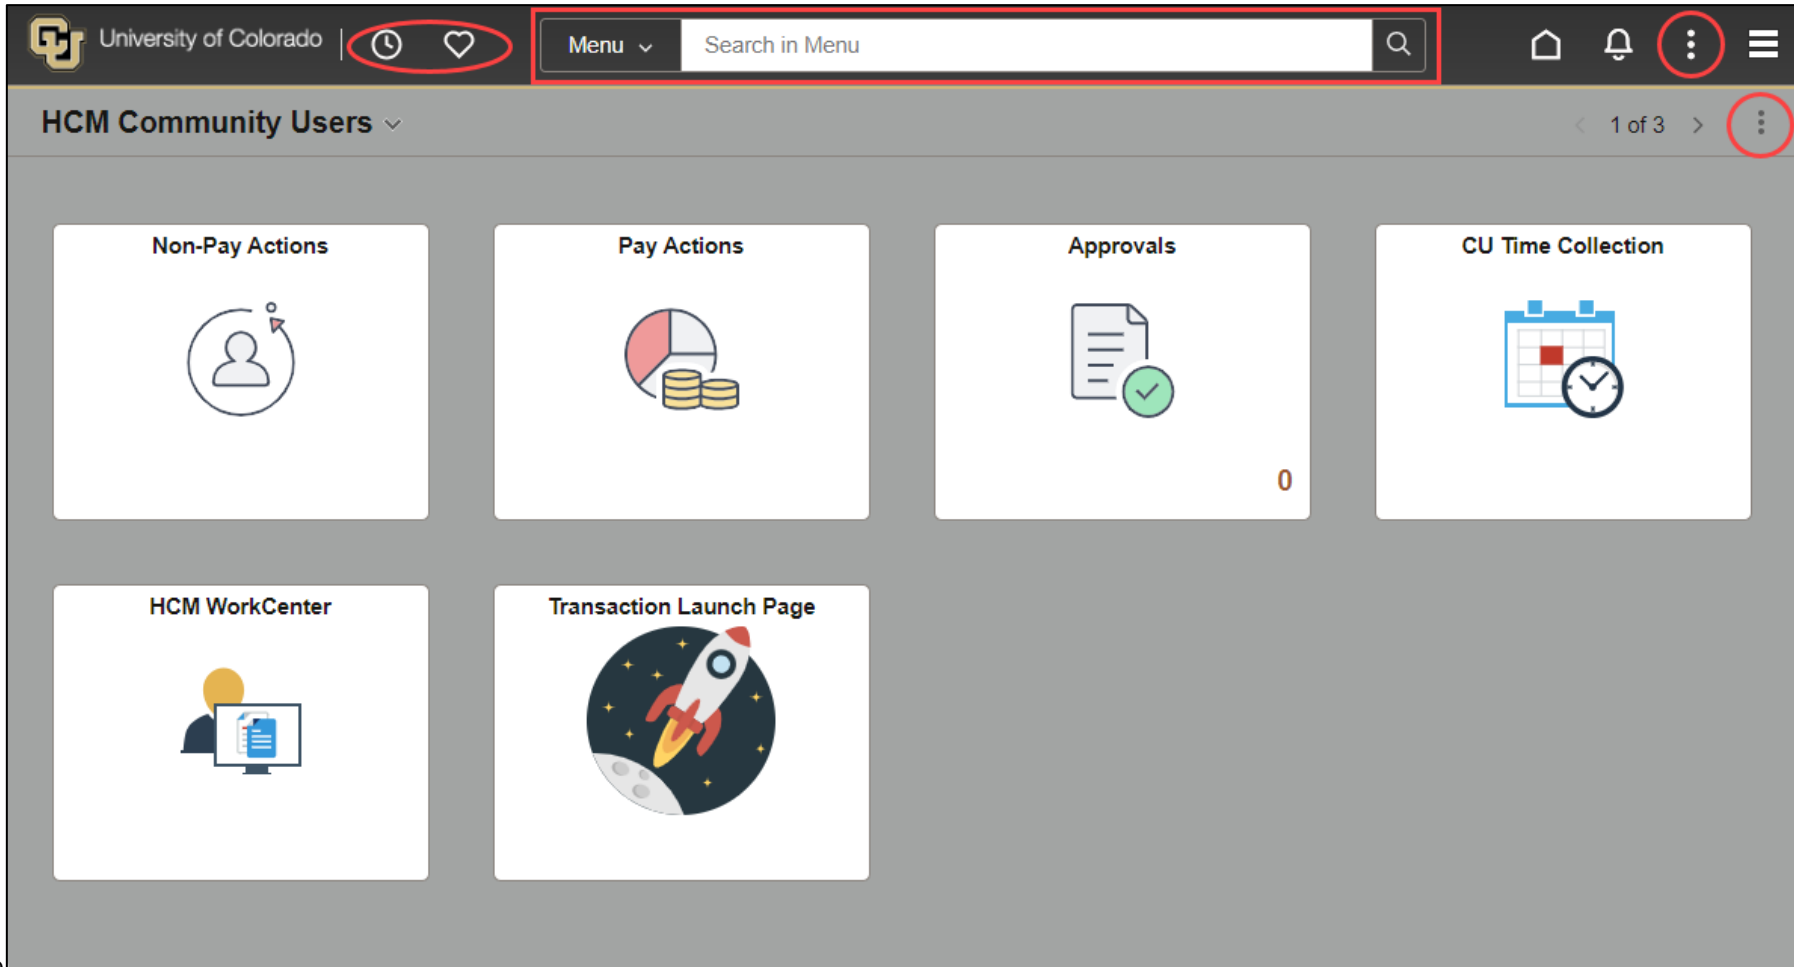 University of Colorado
Menu
Search in Menu
HCM Community Users
1 of 3
Non-Pay Actions
Pay Actions
Approvals
CU Time Collection
0
HCM WorkCenter
Transaction Launch Page